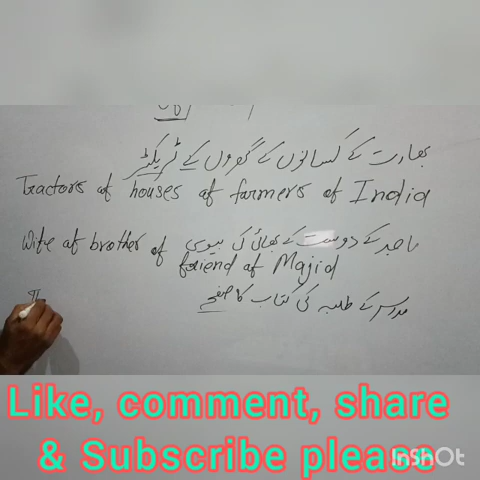 بھارت کے کسانوں کے گھروں کے ٹریکٹر
Tractors of houses of farmers of India
ماجد کے دوست کے بھائی کی بیوی
Wife of brother of
friend of Majid
کے طلبہ کی کتاب کا صفحہ
Like, comment, share
& Subscribe please
InShOt